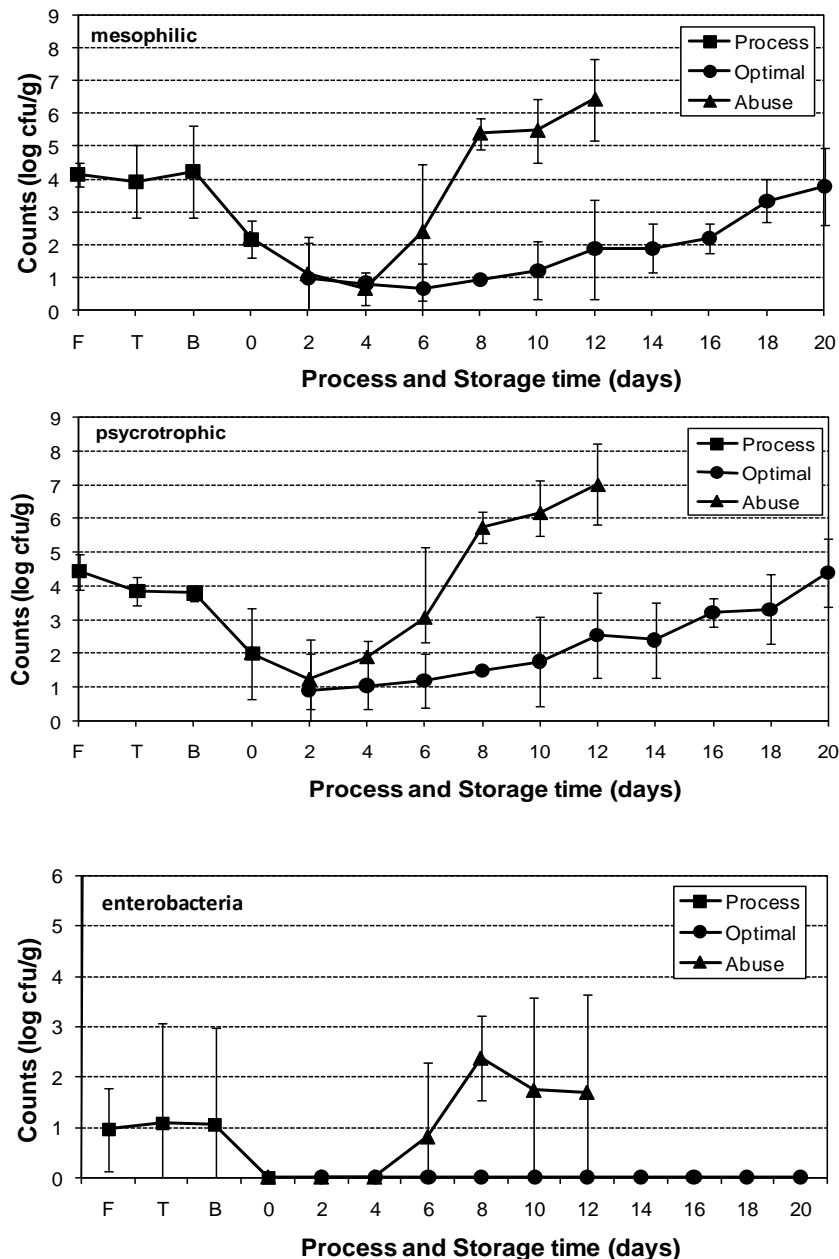 9
mesophilic
8
7
6
5
4
3
2
1
0
Counts (log cfu/g)
Process
Optimal
Abuse
F T B 0 2 4 6 8 10 12 14 16 18 20
Process and Storage time (days)
9
psycrotrophic
8
7
6
5
4
3
2
1
0
Counts (log cfu/g)
Process
Optimal
Abuse
F T B 0 2 4 6 8 10 12 14 16 18 20
Process and Storage time (days)
6
enterobacteria
5
4
3
2
1
0
Counts (log cfu/g)
Process
Optimal
Abuse
F T B 0 2 4 6 8 10 12 14 16 18 20
Process and Storage time (days)